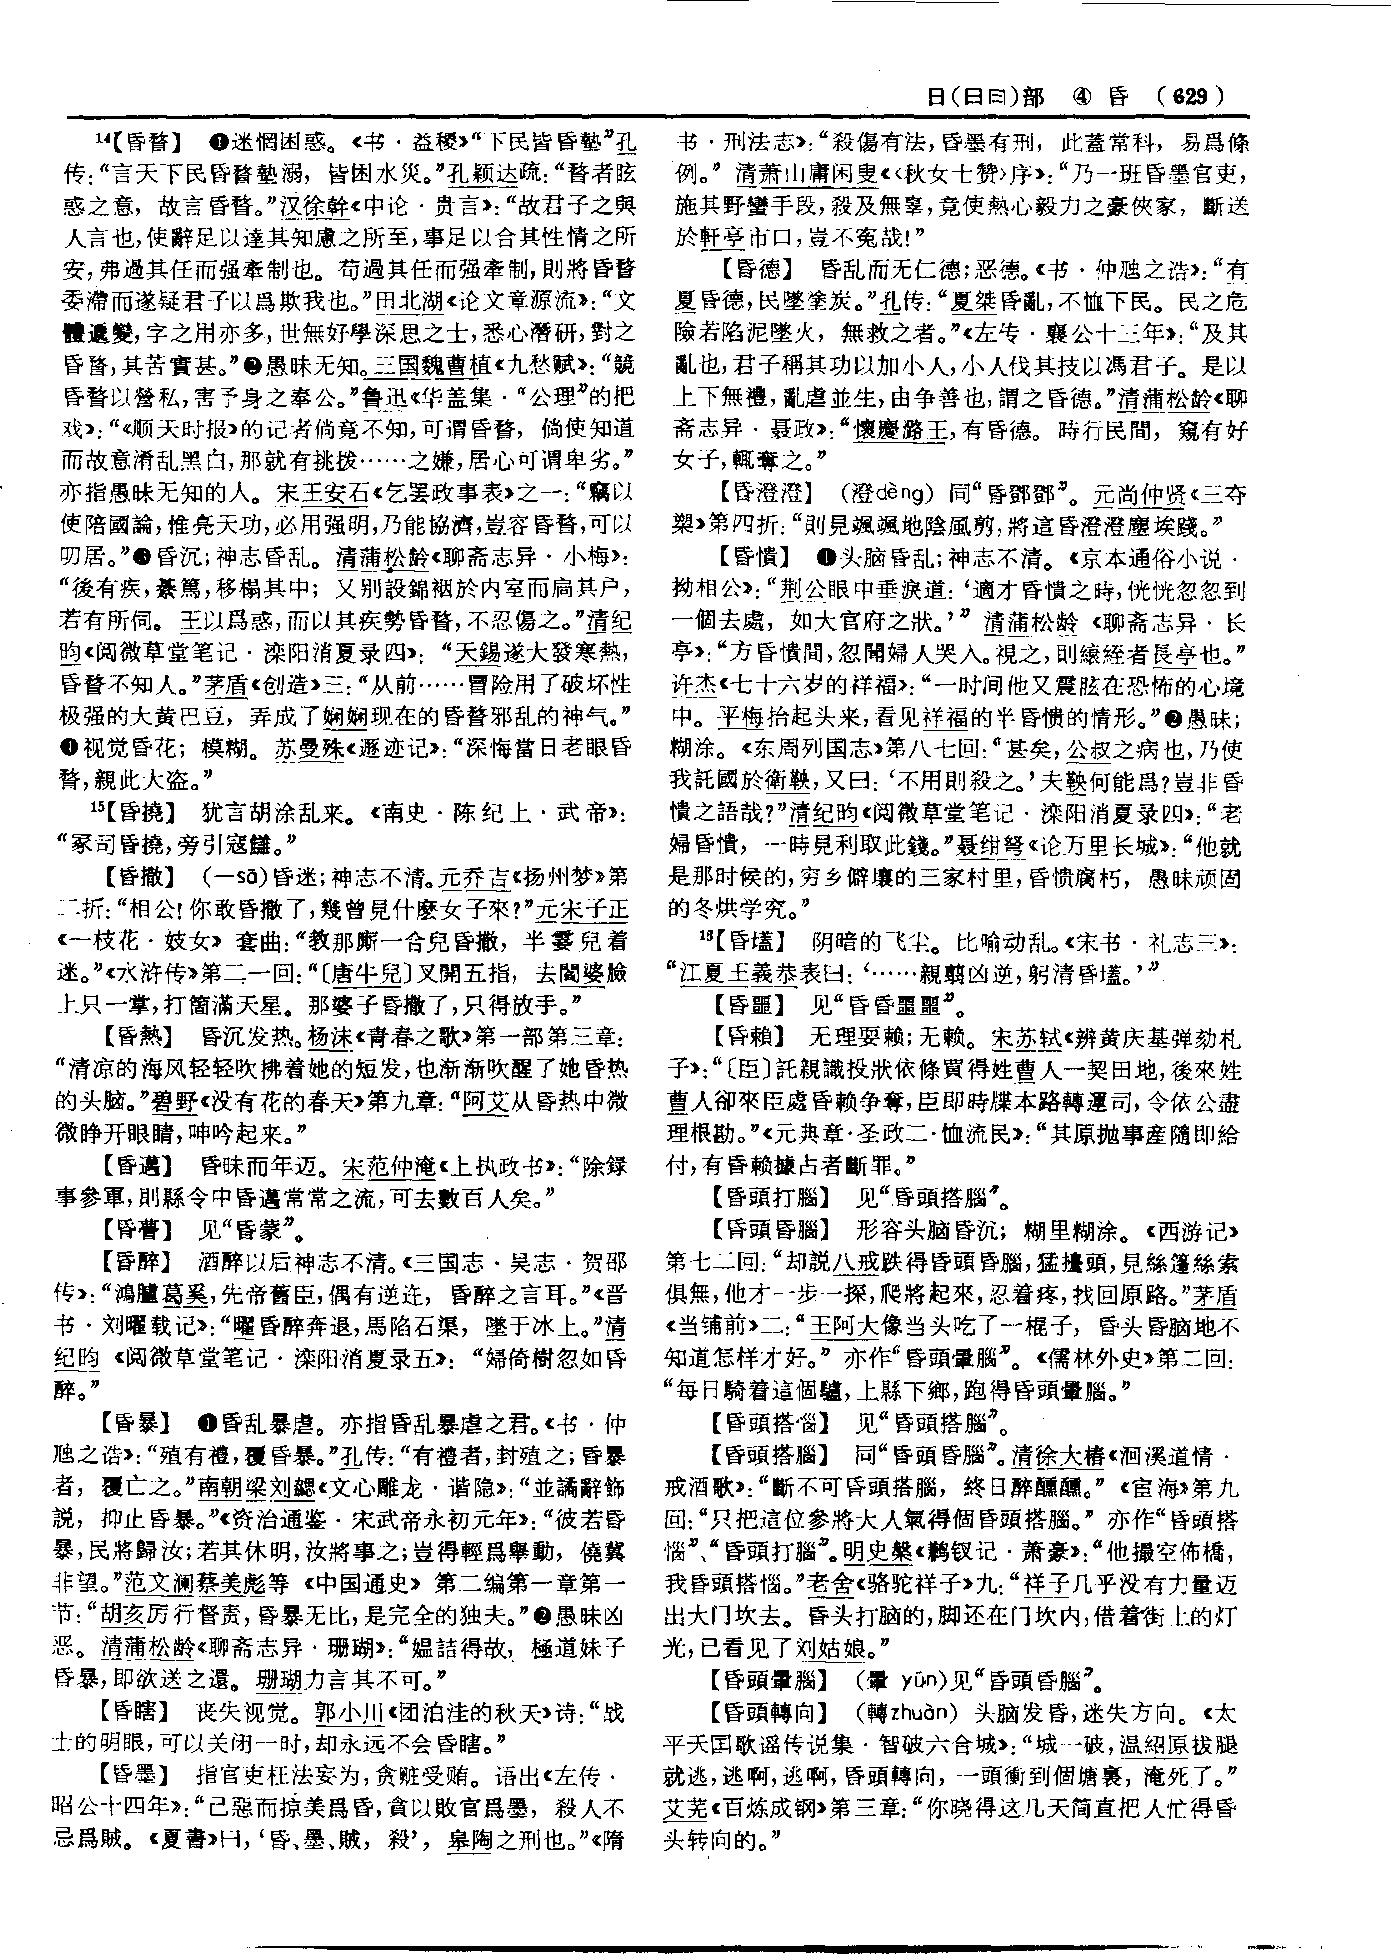 日(日曰)部 ④ 昏 (629)
14【昏瞀】 ❶迷惘困惑。《书·益稷》“下民皆昏墊”孔
传：“言天下民昏瞀墊溺，皆困水災。”孔颖达疏：“瞀者眩
惑之意，故言昏瞀。”汉徐幹《中论·贵言》：“故君子之與
人言也，使辭足以達其知慮之所至，事足以合其性情之所
安，弗過其任而强牽制也。苟過其任而强牽制，則將昏瞀
委滯而遂疑君子以爲欺我也。”田北湖《论文章源流》：“文
體遞變，字之用亦多，世無好學深思之士，悉心潛研，對之
昏瞀，其苦實甚。”❷愚昧无知。三国魏曹植《九愁赋》：“競
昏瞀以營私，害予身之奉公。”鲁迅《华盖集·“公理”的把
戏》：“《顺天时报》的记者倘竟不知，可谓昏瞀，倘使知道
而故意淆乱黑白，那就有挑拨……之嫌，居心可谓卑劣。”
亦指愚昧无知的人。宋王安石《乞罢政事表》之一：“竊以
使陪國論，惟亮天功，必用强明，乃能協濟，豈容昏瞀，可以
叨居。”❸昏沉；神志昏乱。清蒲松龄《聊斋志异·小梅》：
“後有疾，綦篤，移榻其中；又别設錦裀於内室而扃其户，
若有所伺。王以爲惑，而以其疾勢昏瞀，不忍傷之。”清纪
昀《阅微草堂笔记·滦阳消夏录四》：“天錫遂大發寒熱，
昏瞀不知人。”茅盾《创造》三：“从前……冒险用了破坏性
极强的大黄巴豆，弄成了娴娴现在的昏瞀邪乱的神气。”
❹视觉昏花；模糊。苏曼殊《遯迹记》：“深悔當日老眼昏
瞀，親此大盗。”
15【昏撓】 犹言胡涂乱来。《南史·陈纪上·武帝》：
“冢司昏撓，旁引寇讎。”
【昏撒】 (一sā)昏迷；神志不清。元乔吉《扬州梦》第
二折：“相公！你敢昏撒了，幾曾見什麽女子來？”元宋子正
《一枝花·妓女》套曲：“教那厮一合兒昏撒，半霎兒着
迷。”《水浒传》第二一回：“〔唐牛兒〕叉開五指，去閻婆臉
上只一掌，打箇滿天星。那婆子昏撒了，只得放手。”
【昏熱】 昏沉发热。杨沫《青春之歌》第一部第三章：
“清凉的海风轻轻吹拂着她的短发，也渐渐吹醒了她昏热
的头脑。”碧野《没有花的春天》第九章：“阿艾从昏热中微
微睁开眼睛，呻吟起来。”
【昏邁】 昏昧而年迈。宋范仲淹《上执政书》：“除録
事參軍，則縣令中昏邁常常之流，可去數百人矣。”
【昏瞢】 见“昏蒙”。
【昏醉】 酒醉以后神志不清。《三国志·吴志·贺邵
传》：“鴻臚葛奚，先帝舊臣，偶有逆迕，昏醉之言耳。”《晋
书·刘曜载记》：“曜昏醉奔退，馬陷石渠，墜于冰上。”清
纪昀《阅微草堂笔记·滦阳消夏录五》：“婦倚樹忽如昏
醉。”
【昏暴】 ❶昏乱暴虐。亦指昏乱暴虐之君。《书·仲
虺之诰》：“殖有禮，覆昏暴。”孔传：“有禮者，封殖之；昏暴
者，覆亡之。”南朝梁刘勰《文心雕龙·谐隐》：“並譎辭飾
説，抑止昏暴。”《资治通鉴·宋武帝永初元年》：“彼若昏
暴，民將歸汝；若其休明，汝將事之；豈得輕爲舉動，僥冀
非望。”范文澜蔡美彪等《中国通史》第二编第一章第一
节：“胡亥厉行督责，昏暴无比，是完全的独夫。”❷愚昧凶
恶。清蒲松龄《聊斋志异·珊瑚》：“媪詰得故，極道妹子
昏暴，即欲送之還。珊瑚力言其不可。”
【昏瞎】 丧失视觉。郭小川《团泊洼的秋天》诗：“战
士的明眼，可以关闭一时，却永远不会昏瞎。”
【昏墨】 指官吏枉法妄为，贪赃受贿。语出《左传·
昭公十四年》：“己惡而掠美爲昏，貪以敗官爲墨，殺人不
忌爲賊。《夏書》曰，‘昏、墨、賊，殺’，皋陶之刑也。”《隋
书·刑法志》：“殺傷有法，昏墨有刑，此蓋常科，易爲條
例。”清萧山庸闲叟《〈秋女士赞〉序》：“乃一班昏墨官吏，
施其野蠻手段，殺及無辜，竟使熱心毅力之豪俠家，斷送
於軒亭市口，豈不冤哉！”
【昏德】 昏乱而无仁德；恶德。《书·仲虺之诰》：“有
夏昏德，民墜塗炭。”孔传：“夏桀昏亂，不恤下民。民之危
險若陷泥墜火，無救之者。”《左传·襄公十三年》：“及其
亂也，君子稱其功以加小人，小人伐其技以馮君子。是以
上下無禮，亂虐並生，由争善也，謂之昏德。”清蒲松龄《聊
斋志异·聂政》：“懷慶潞王，有昏德。時行民間，窺有好
女子，輒奪之。”
【昏澄澄】 (澄dèng) 同“昏鄧鄧”。元尚仲贤《三夺
槊》第四折：“則見颯颯地陰風剪，將這昏澄澄塵埃踐。”
【昏憒】 ❶头脑昏乱；神志不清。《京本通俗小说·
拗相公》：“荆公眼中垂淚道：‘適才昏憒之時，恍恍忽忽到
一個去處，如大官府之狀。’” 清蒲松龄《聊斋志异·长
亭》：“方昏憒間，忽聞婦人哭入。視之，則縗絰者長亭也。”
许杰《七十六岁的祥福》：“一时间他又震眩在恐怖的心境
中。平梅抬起头来，看见祥福的半昏愦的情形。”❷愚昧；
糊涂。《东周列国志》第八七回：“甚矣，公叔之病也，乃使
我託國於衛鞅，又曰：‘不用則殺之。’夫鞅何能爲？豈非昏
憒之語哉？”清纪昀《阅微草堂笔记·滦阳消夏录四》：“老
婦昏憒，一時見利取此錢。”聂绀弩《论万里长城》：“他就
是那时候的，穷乡僻壤的三家村里，昏愦腐朽，愚昧顽固
的冬烘学究。”
13【昏壒】 阴暗的飞尘。比喻动乱。《宋书·礼志三》：
“江夏王義恭表曰：‘……親翦凶逆，躬清昏壒。’”
【昏噩】 见“昏昏噩噩”。
【昏賴】 无理耍赖；无赖。宋苏轼《辨黄庆基弹劾札
子》：“〔臣〕託親識投狀依條買得姓曹人一契田地，後來姓
曹人卻來臣處昏賴争奪，臣即時牒本路轉運司，令依公盡
理根勘。”《元典章·圣政二·恤流民》：“其原抛事産隨即給
付，有昏赖據占者斷罪。”
【昏頭打腦】 见“昏頭搭腦”。
【昏頭昏腦】 形容头脑昏沉；糊里糊涂。《西游记》
第七二回：“却説八戒跌得昏頭昏腦，猛擡頭，見絲篷絲索
俱無，他才一步一探，爬將起來，忍着疼，找回原路。”茅盾
《当铺前》二：“王阿大像当头吃了一棍子，昏头昏脑地不
知道怎样才好。”亦作“昏頭暈腦”。《儒林外史》第二回：
“每日騎着這個驢，上縣下鄉，跑得昏頭暈腦。”
【昏頭搭惱】 见“昏頭搭腦”。
【昏頭搭腦】 同“昏頭昏腦”。清徐大椿《洄溪道情·
戒酒歌》：“斷不可昏頭搭腦，終日醉醺醺。”《宦海》第九
回：“只把這位參將大人氣得個昏頭搭腦。”亦作“昏頭搭
惱”、“昏頭打腦”。明史槃《鹣钗记·萧豪》：“他撮空佈橋，
我昏頭搭惱。”老舍《骆驼祥子》九：“祥子几乎没有力量迈
出大门坎去。昏头打脑的，脚还在门坎内，借着街上的灯
光，已看见了刘姑娘。”
【昏頭暈腦】 (暈 yūn)见“昏頭昏腦”。
【昏頭轉向】 (轉zhuàn) 头脑发昏，迷失方向。《太
平天国歌谣传说集·智破六合城》：“城一破，温紹原拔腿
就逃，逃啊，逃啊，昏頭轉向，一頭衝到個塘裏，淹死了。”
艾芜《百炼成钢》第三章：“你晓得这几天简直把人忙得昏
头转向的。”